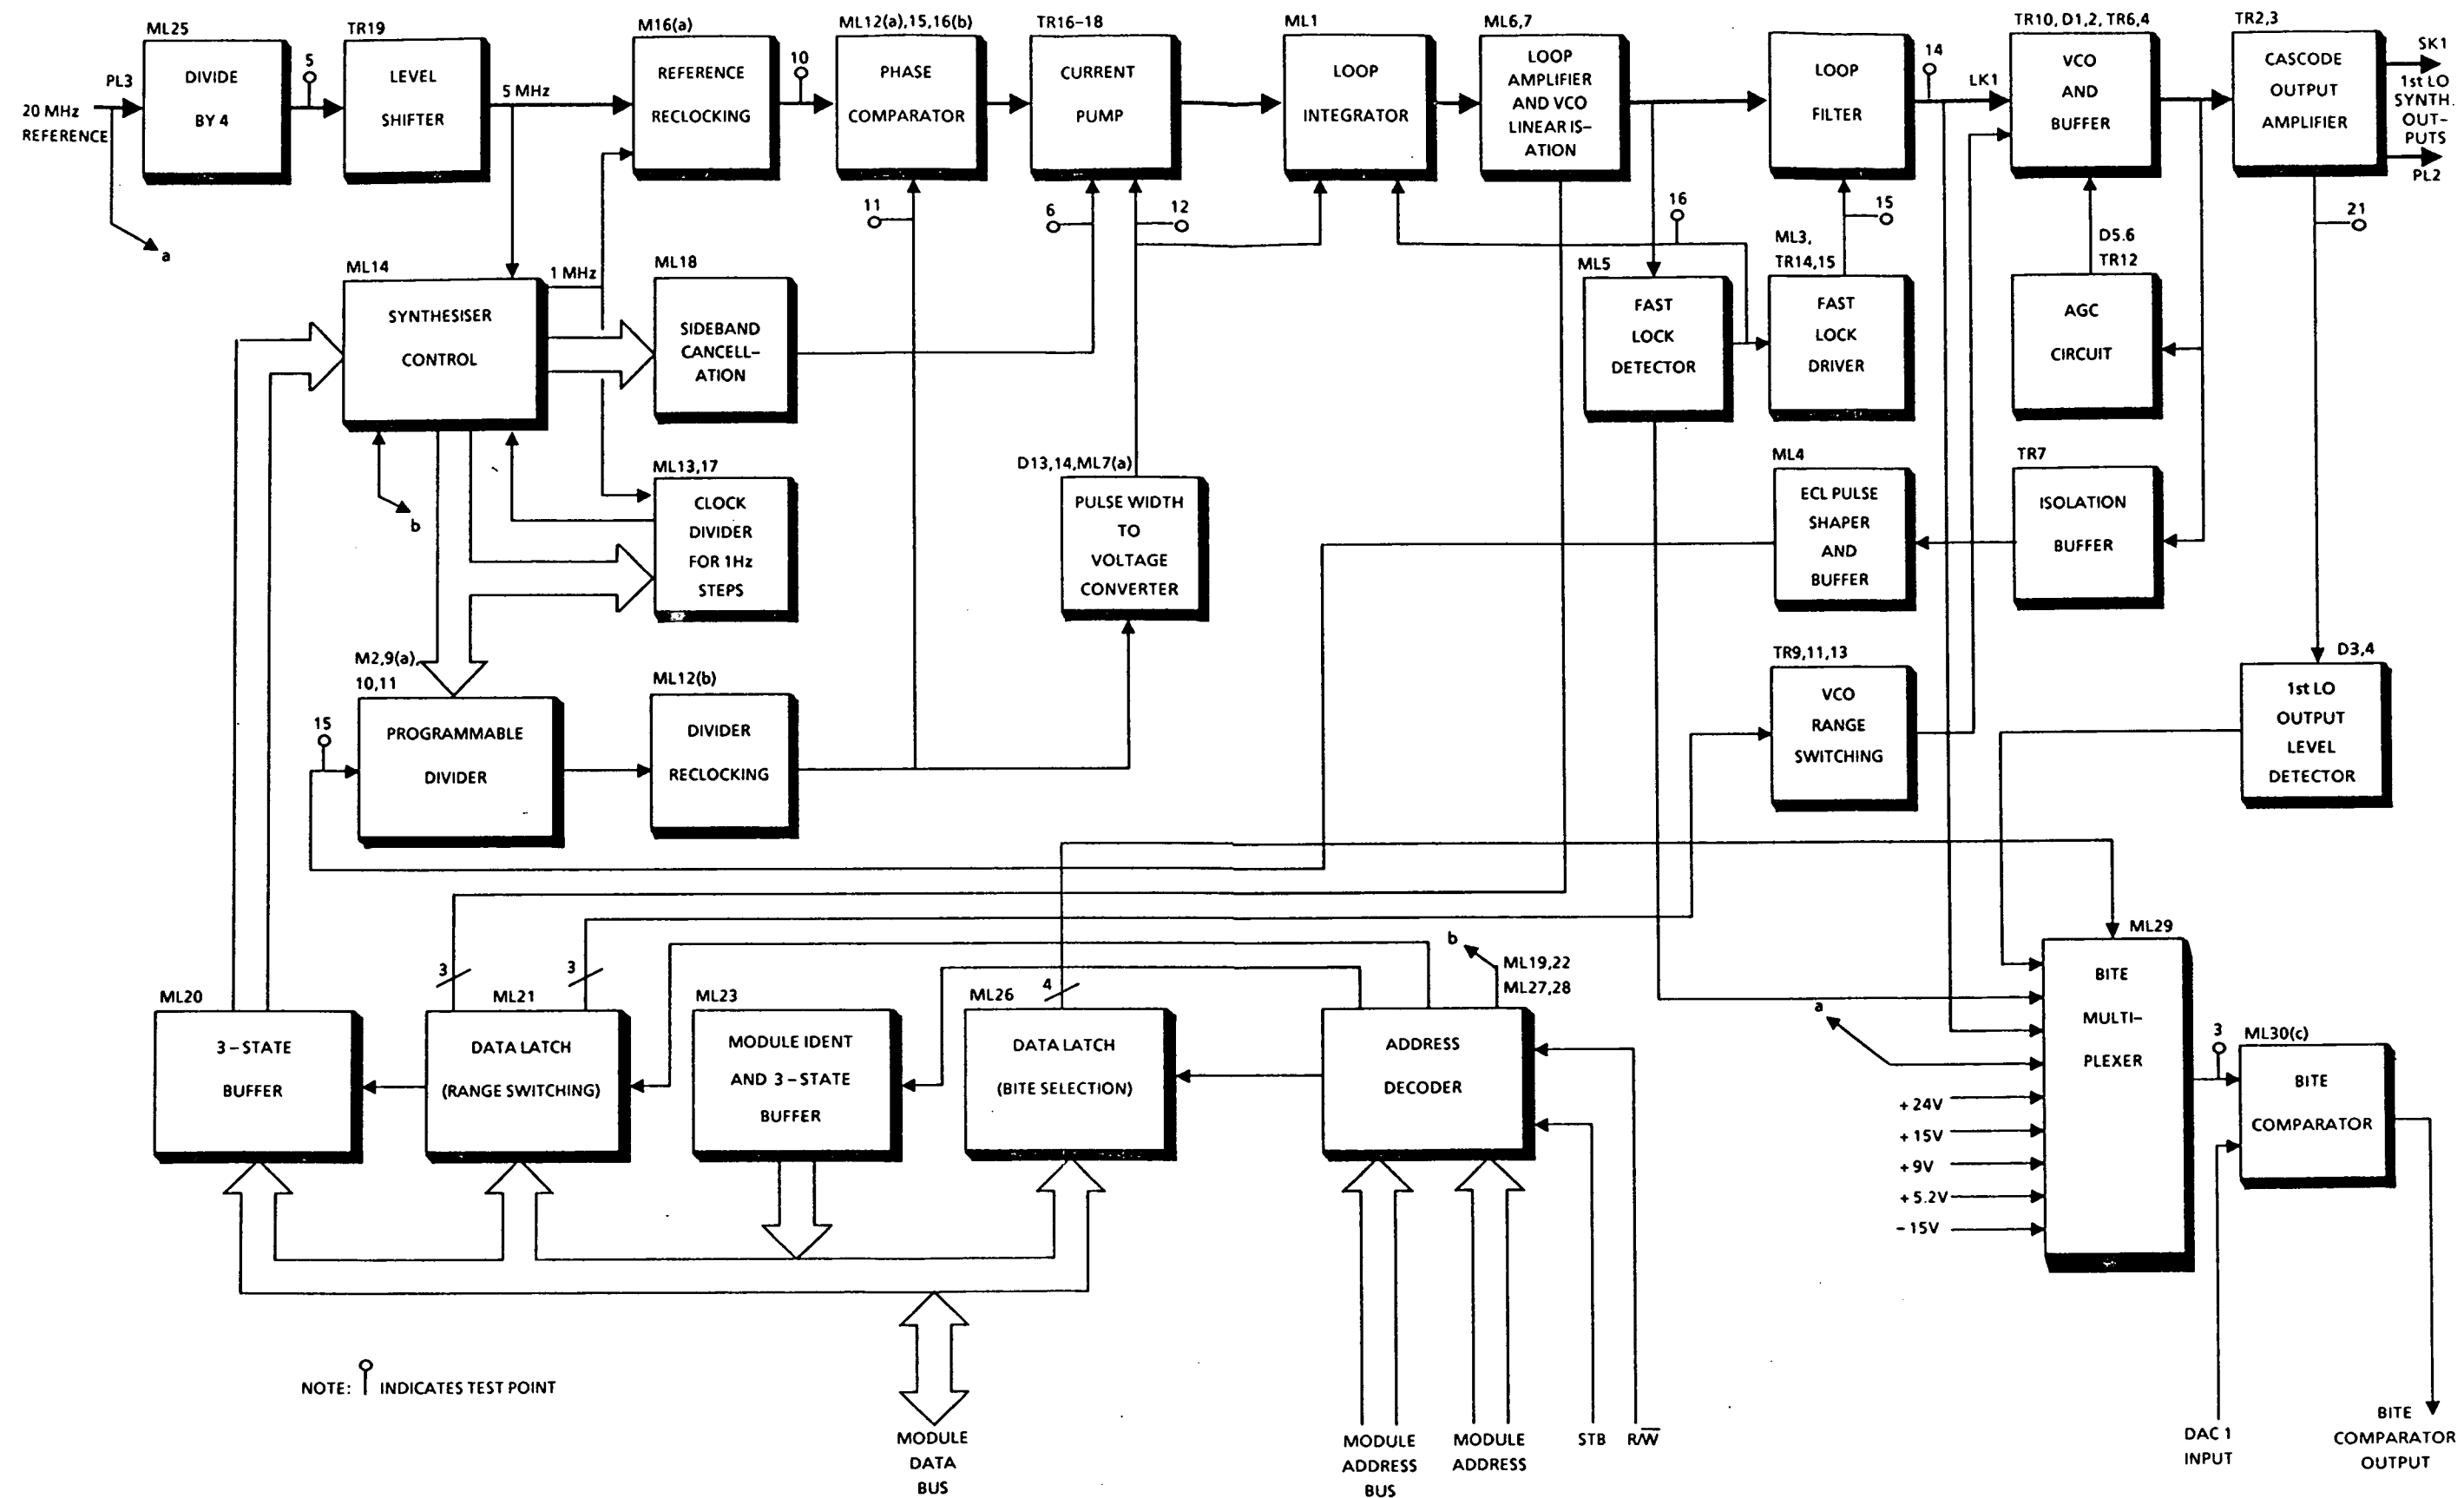 ML25
DIVIDE
BY 4
PL3
20 MHz
REFERENCE
a
5
TR19
LEVEL
SHIFTER
5 MHz
M16(a)
REFERENCE
RECLOCKING
10
ML12(a),15,16(b)
PHASE
COMPARATOR
11
TR16-18
CURRENT
PUMP
6
12
ML1
LOOP
INTEGRATOR
ML6,7
LOOP
AMPLIFIER
AND VCO
LINEARIS-
ATION
16
LOOP
FILTER
15
14
LK1
TR10, D1,2, TR6,4
VCO
AND
BUFFER
TR2,3
CASCODE
OUTPUT
AMPLIFIER
SK1
1st LO
SYNTH.
OUT-
PUTS
PL2
21
ML14
SYNTHESISER
CONTROL
1 MHz
b
ML18
SIDEBAND
CANCELL-
ATION
ML5
FAST
LOCK
DETECTOR
ML3,
TR14,15
FAST
LOCK
DRIVER
D5.6
TR12
AGC
CIRCUIT
ML13,17
CLOCK
DIVIDER
FOR 1Hz
STEPS
D13,14,ML7(a)
PULSE WIDTH
TO
VOLTAGE
CONVERTER
ML4
ECL PULSE
SHAPER
AND
BUFFER
TR7
ISOLATION
BUFFER
M2,9(a),
10,11
PROGRAMMABLE
DIVIDER
15
ML12(b)
DIVIDER
RECLOCKING
TR9,11,13
VCO
RANGE
SWITCHING
D3,4
1st LO
OUTPUT
LEVEL
DETECTOR
ML20
3-STATE
BUFFER
3
3
ML21
DATA LATCH
(RANGE SWITCHING)
ML23
MODULE IDENT
AND 3-STATE
BUFFER
4
ML26
DATA LATCH
(BITE SELECTION)
b
ML19,22
ML27,28
ADDRESS
DECODER
a
ML29
BITE
MULTI-
PLEXER
+24V
+15V
+9V
+5.2V
-15V
3
ML30(c)
BITE
COMPARATOR
NOTE: INDICATES TEST POINT
MODULE
DATA
BUS
MODULE
ADDRESS
BUS
MODULE
ADDRESS
STB
R/W̅
DAC 1
INPUT
BITE
COMPARATOR
OUTPUT